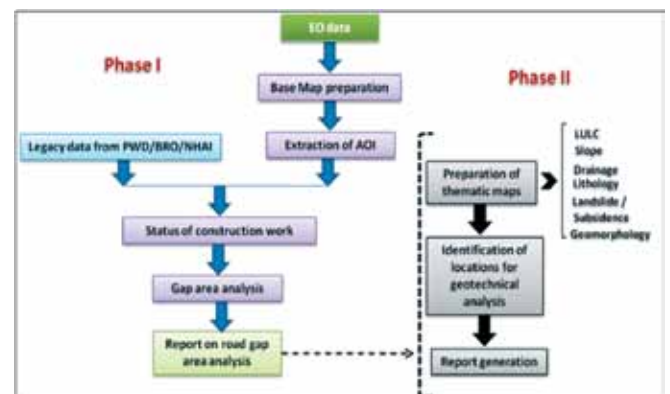 EO data
Phase I
Phase II
Base Map preparation
Legacy data from PWD/BRO/NHAI
Extraction of AOI
Status of construction work
Gap area analysis
Report on road gap
area analysis
Preparation of
thematic maps
LULC
Slope
Drainage
Lithology
Landslide /
Subsidence
Geomorphology
Identification of
locations for
geotechnical
analysis
Report generation